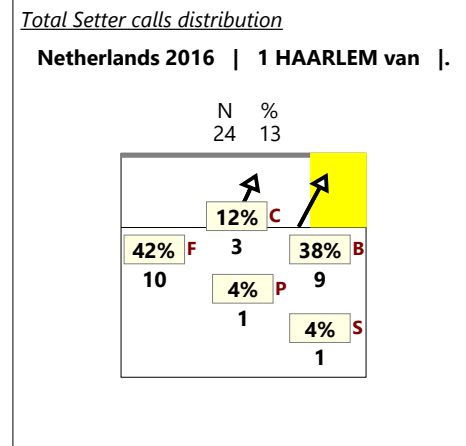 Total Setter calls distribution
Netherlands 2016 | 1 HAARLEM van |.
N %
24 13
12% C
3
42% F
10
38% B
9
4% P
1
4% S
1